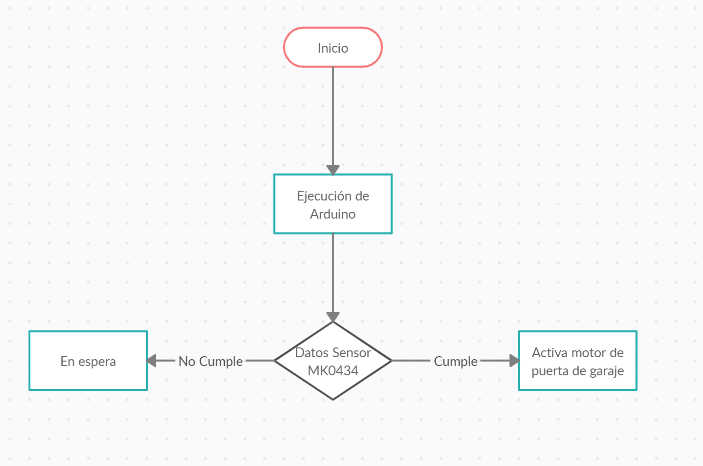 Inicio
Ejecución de
Arduino
Datos Sensor
MK0434
No Cumple
Cumple
En espera
Activa motor de
puerta de garaje